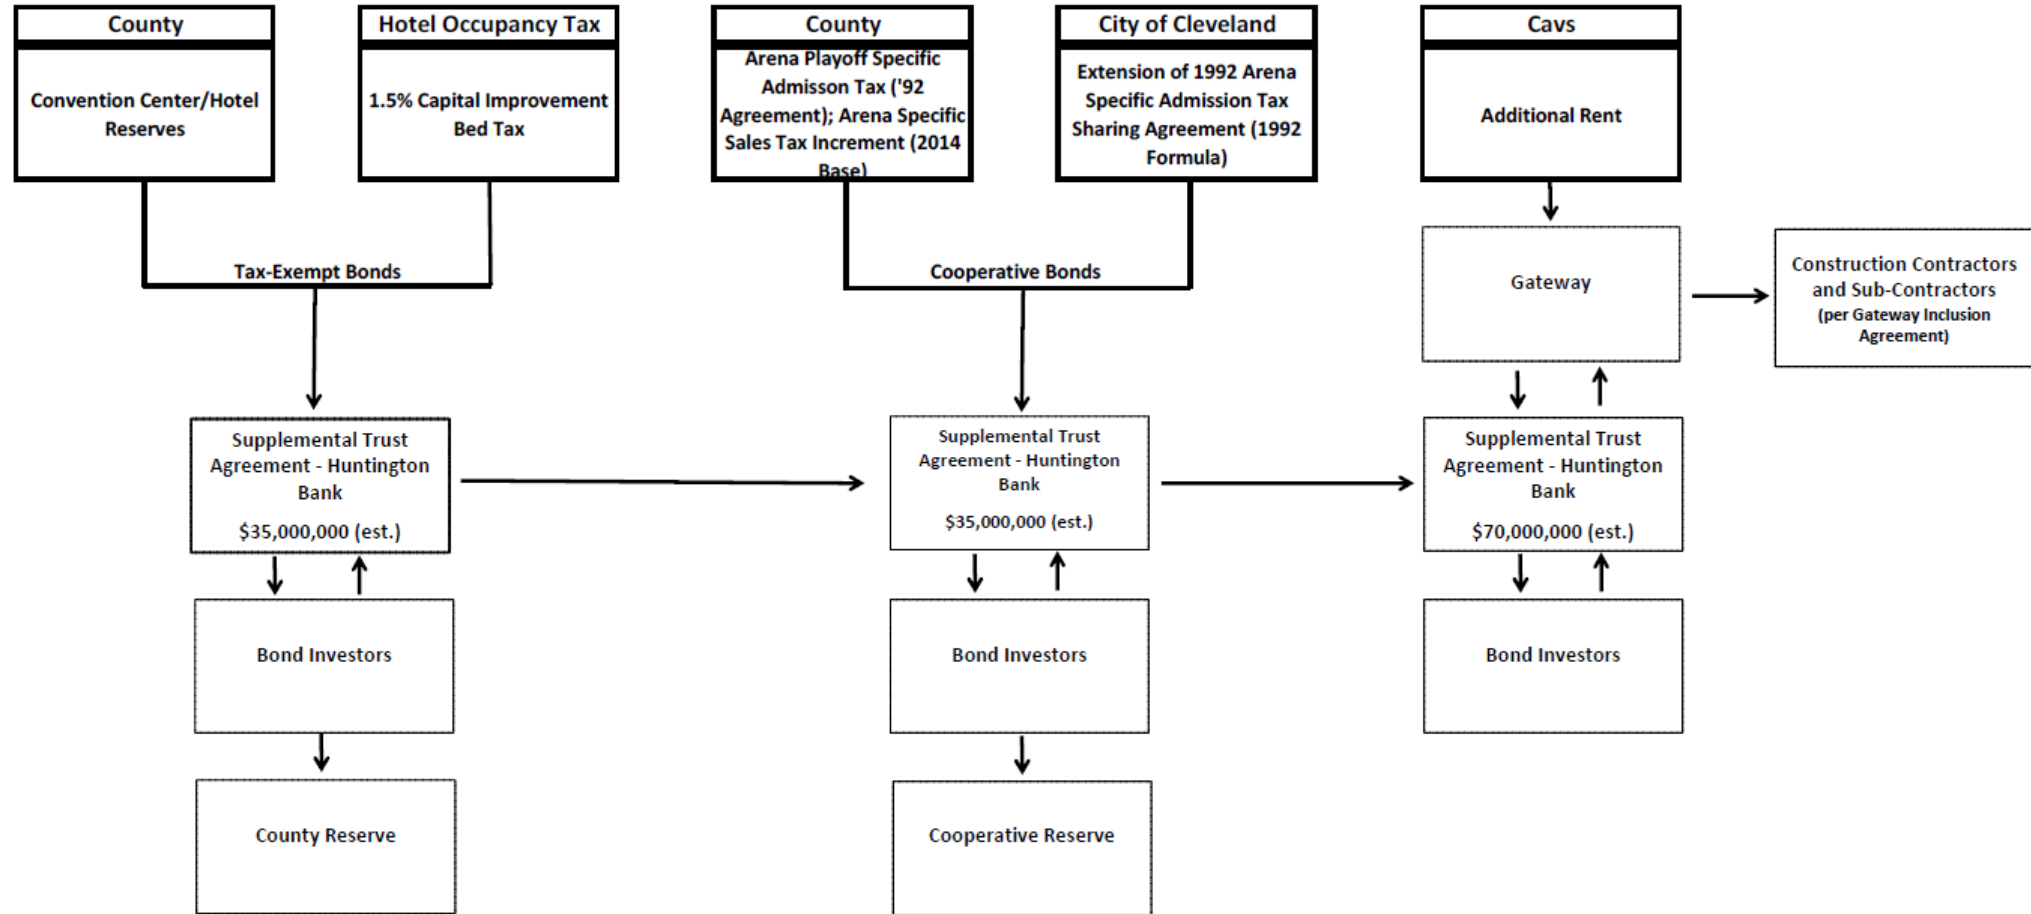 County
Convention Center/Hotel
Reserves
Hotel Occupancy Tax
1.5% Capital Improvement
Bed Tax
County
Arena Playoff Specific
Admisson Tax ('92
Agreement); Arena Specific
Sales Tax Increment (2014
Base)
City of Cleveland
Extension of 1992 Arena
Specific Admission Tax
Sharing Agreement (1992
Formula)
Cavs
Additional Rent
Tax-Exempt Bonds
Cooperative Bonds
Gateway
Construction Contractors
and Sub-Contractors
(per Gateway Inclusion
Agreement)
Supplemental Trust
Agreement - Huntington
Bank
$35,000,000 (est.)
Supplemental Trust
Agreement - Huntington
Bank
$35,000,000 (est.)
Supplemental Trust
Agreement - Huntington
Bank
$70,000,000 (est.)
Bond Investors
Bond Investors
Bond Investors
County Reserve
Cooperative Reserve